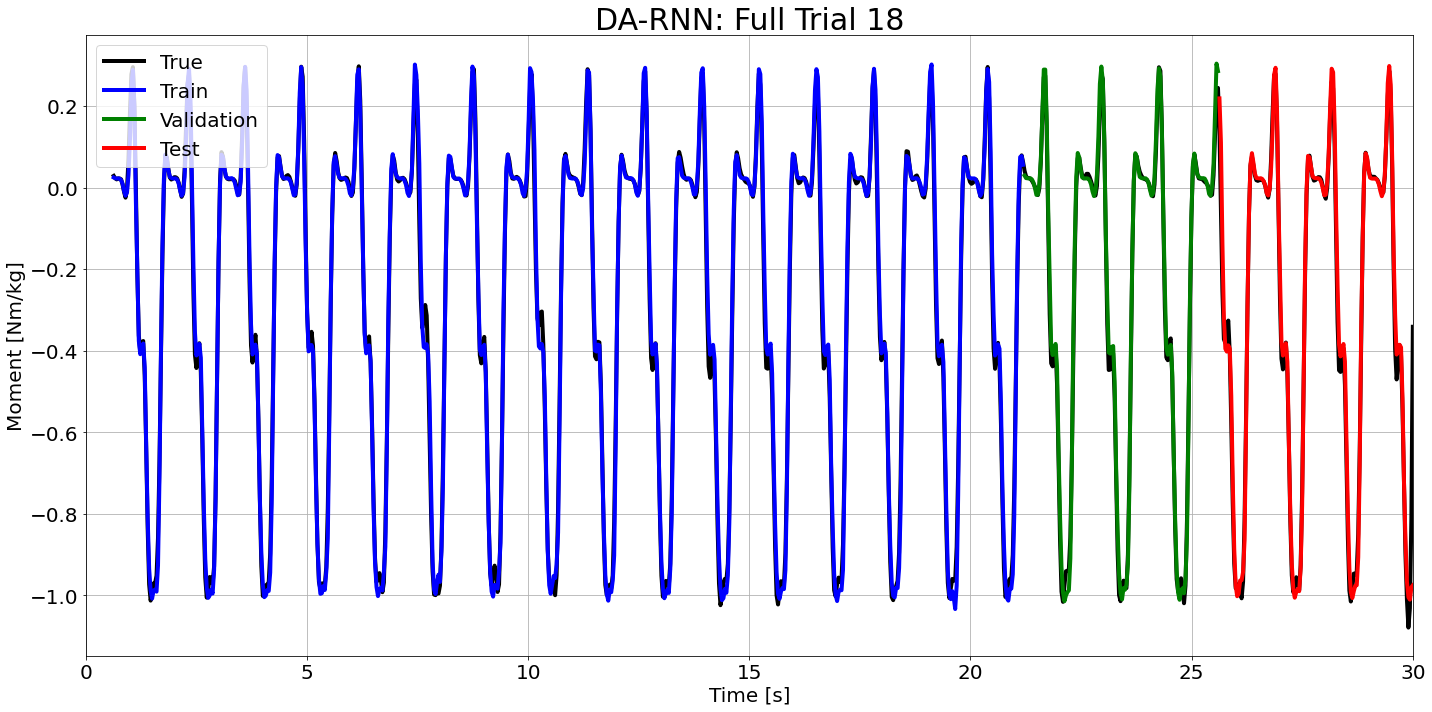 DA-RNN: Full Trial 18
True
Train
Validation
Test
0.2
0.0
−0.2
−0.4
−0.6
−0.8
−1.0
Moment [Nm/kg]
0 5 10 15 20 25 30
Time [s]